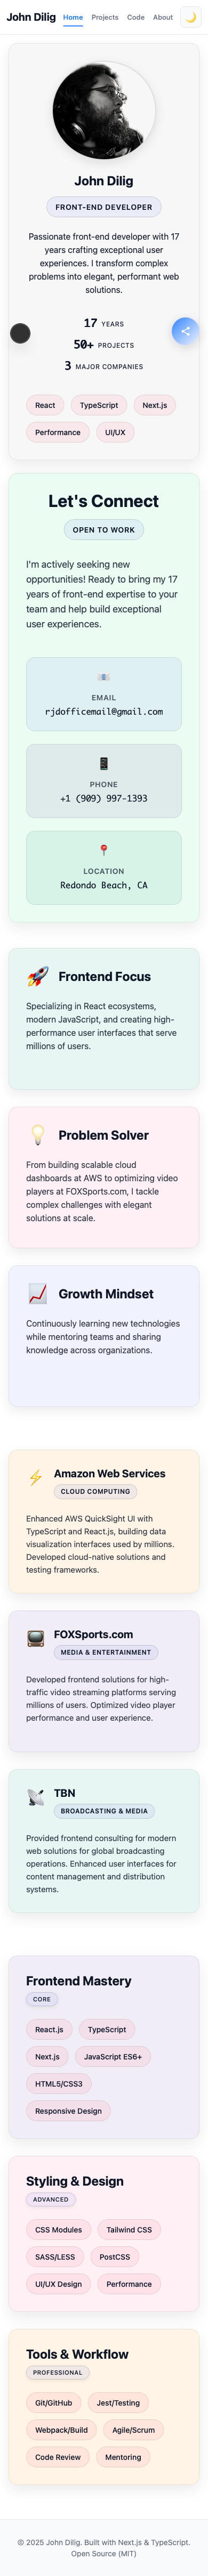 John Dilig Home Projects Code About
John Dilig
FRONT-END DEVELOPER
Passionate front-end developer with 17
years crafting exceptional user
experiences. I transform complex
problems into elegant, performant web
solutions.
17 YEARS
50+ PROJECTS
3 MAJOR COMPANIES
React TypeScript Next.js
Performance UI/UX
Let's Connect
OPEN TO WORK
I'm actively seeking new
opportunities! Ready to bring my 17
years of front-end expertise to your
team and help build exceptional
user experiences.
EMAIL
rjdofficemail@gmail.com
PHONE
+1 (909) 997-1393
LOCATION
Redondo Beach, CA
Frontend Focus
Specializing in React ecosystems,
modern JavaScript, and creating high-
performance user interfaces that serve
millions of users.
Problem Solver
From building scalable cloud
dashboards at AWS to optimizing video
players at FOXSports.com, I tackle
complex challenges with elegant
solutions at scale.
Growth Mindset
Continuously learning new technologies
while mentoring teams and sharing
knowledge across organizations.
Amazon Web Services
CLOUD COMPUTING
Enhanced AWS QuickSight UI with
TypeScript and React.js, building data
visualization interfaces used by millions.
Developed cloud-native solutions and
testing frameworks.
FOXSports.com
MEDIA & ENTERTAINMENT
Developed frontend solutions for high-
traffic video streaming platforms serving
millions of users. Optimized video player
performance and user experience.
TBN
BROADCASTING & MEDIA
Provided frontend consulting for modern
web solutions for global broadcasting
operations. Enhanced user interfaces for
content management and distribution
systems.
Frontend Mastery
CORE
React.js TypeScript
Next.js JavaScript ES6+
HTML5/CSS3
Responsive Design
Styling & Design
ADVANCED
CSS Modules Tailwind CSS
SASS/LESS PostCSS
UI/UX Design Performance
Tools & Workflow
PROFESSIONAL
Git/GitHub Jest/Testing
Webpack/Build Agile/Scrum
Code Review Mentoring
© 2025 John Dilig. Built with Next.js & TypeScript.
Open Source (MIT)